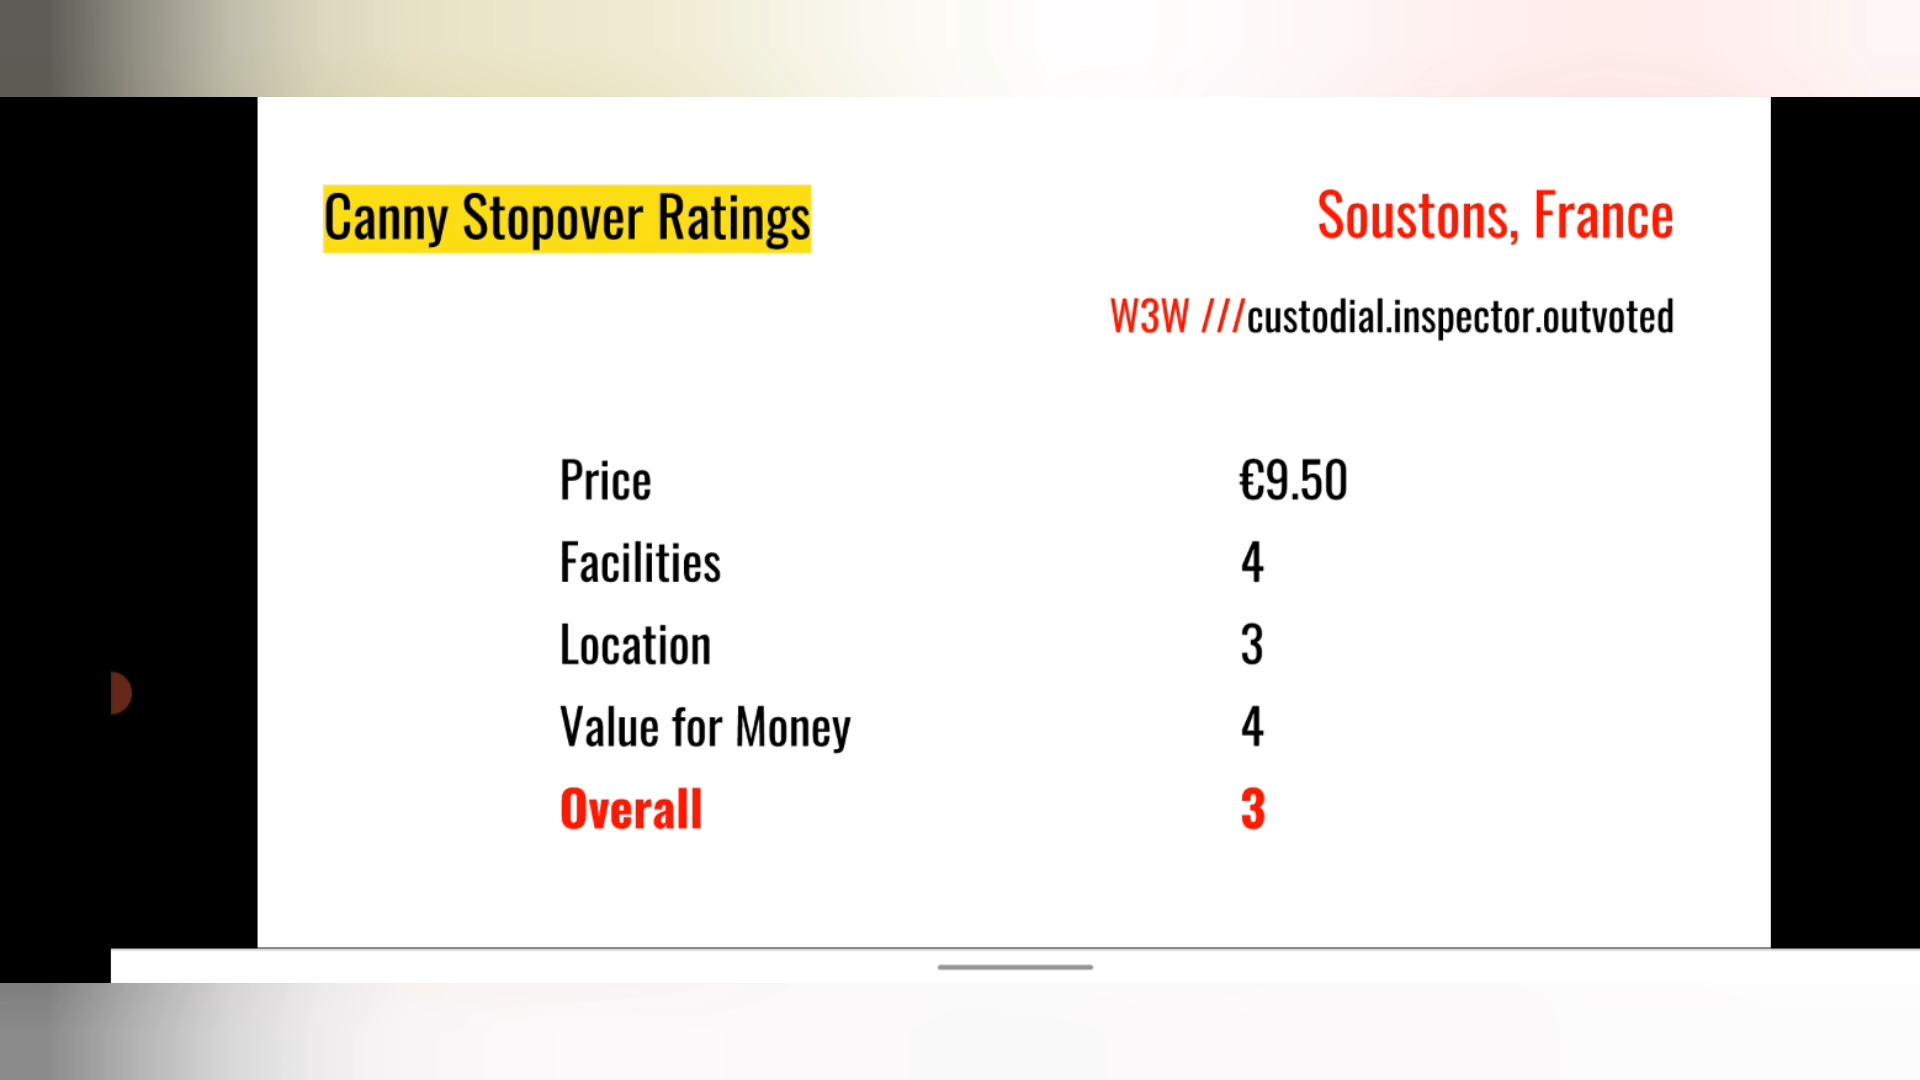 Canny Stopover Ratings
Soustons, France
W3W ///custodial.inspector.outvoted
Price €9.50
Facilities 4
Location 3
Value for Money 4
Overall 3